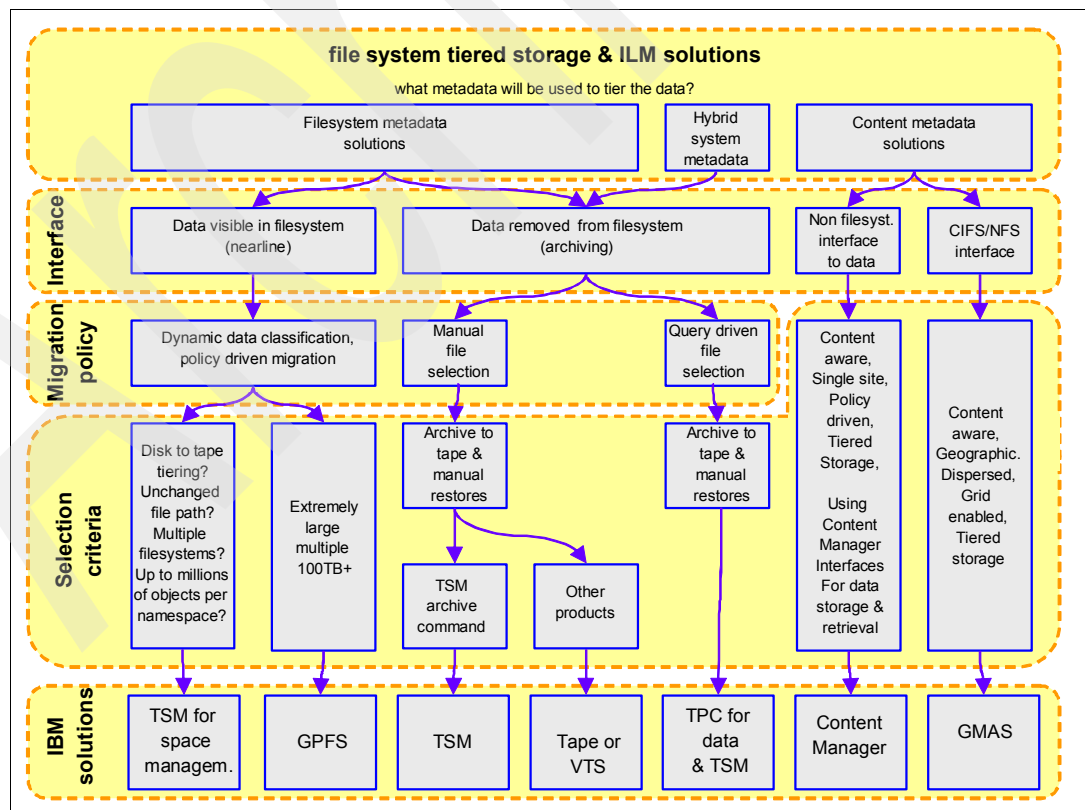 file system tiered storage & ILM solutions
what metadata will be used to tier the data?
Filesystem metadata
solutions
Hybrid
system
metadata
Content metadata
solutions
Interface
Data visible in filesystem
(nearline)
Data removed from filesystem
(archiving)
Non filesyst.
interface
to data
CIFS/NFS
interface
Migration
policy
Dynamic data classification,
policy driven migration
Manual
file
selection
Query driven
file
selection
Content
aware,
Single site,
Policy
driven,
Tiered
Storage,
Using
Content
Manager
Interfaces
For data
storage &
retrieval
Content
aware,
Geographic.
Dispersed,
Grid
enabled,
Tiered
storage
Selection
criteria
Disk to tape
tiering?
Unchanged
file path?
Multiple
filesystems?
Up to millions
of objects per
namespace?
Extremely
large
multiple
100TB+
Archive to
tape &
manual
restores
Archive to
tape &
manual
restores
TSM
archive
command
Other
products
IBM
solutions
TSM for
space
managem.
GPFS
TSM
Tape or
VTS
TPC for
data
& TSM
Content
Manager
GMAS